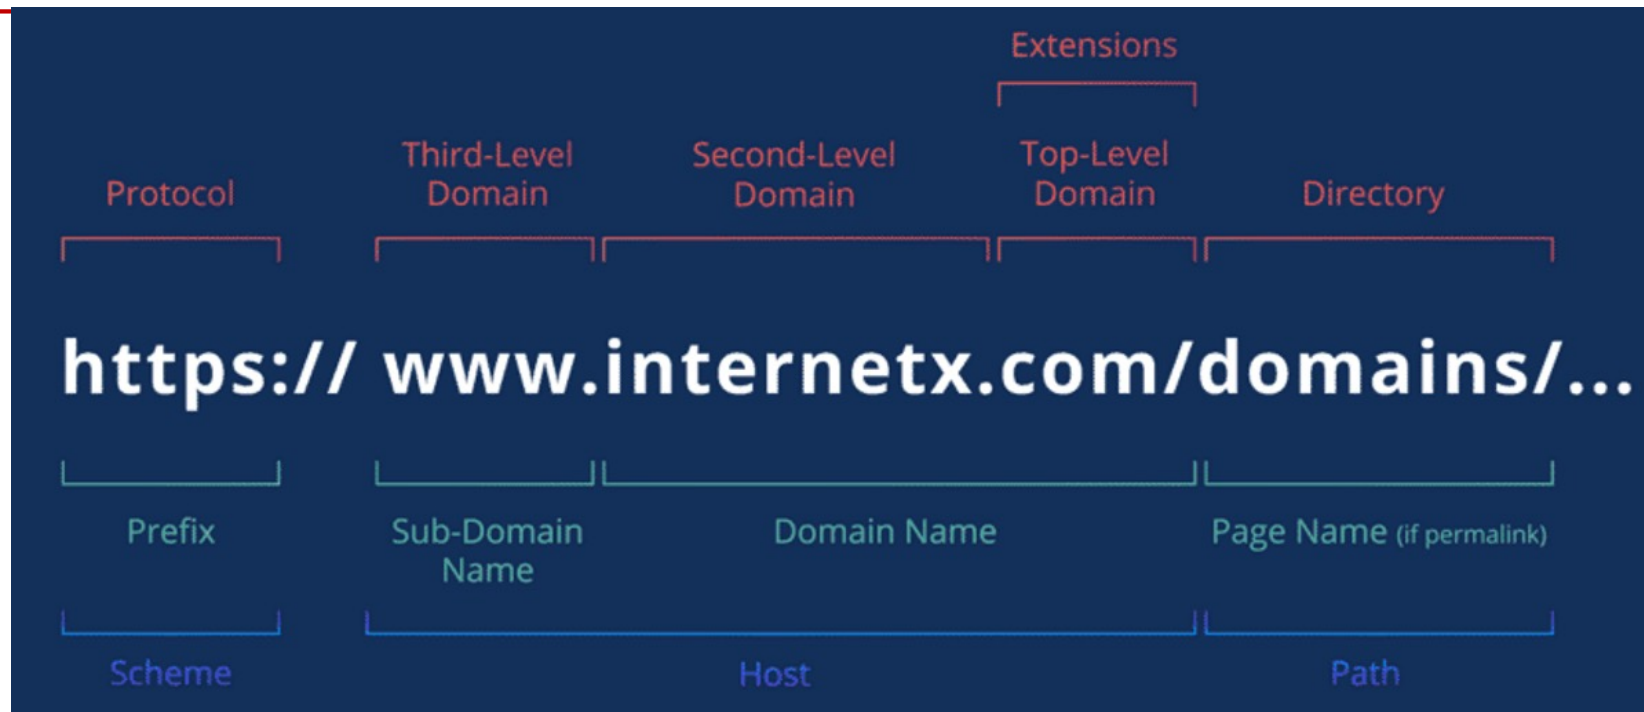 Extensions
Third-Level Second-Level Top-Level
Protocol Domain Domain Domain Directory
https:// www.internetx.com/domains/...
Prefix Sub-Domain Domain Name Page Name (if permalink)
Name
Scheme Host Path